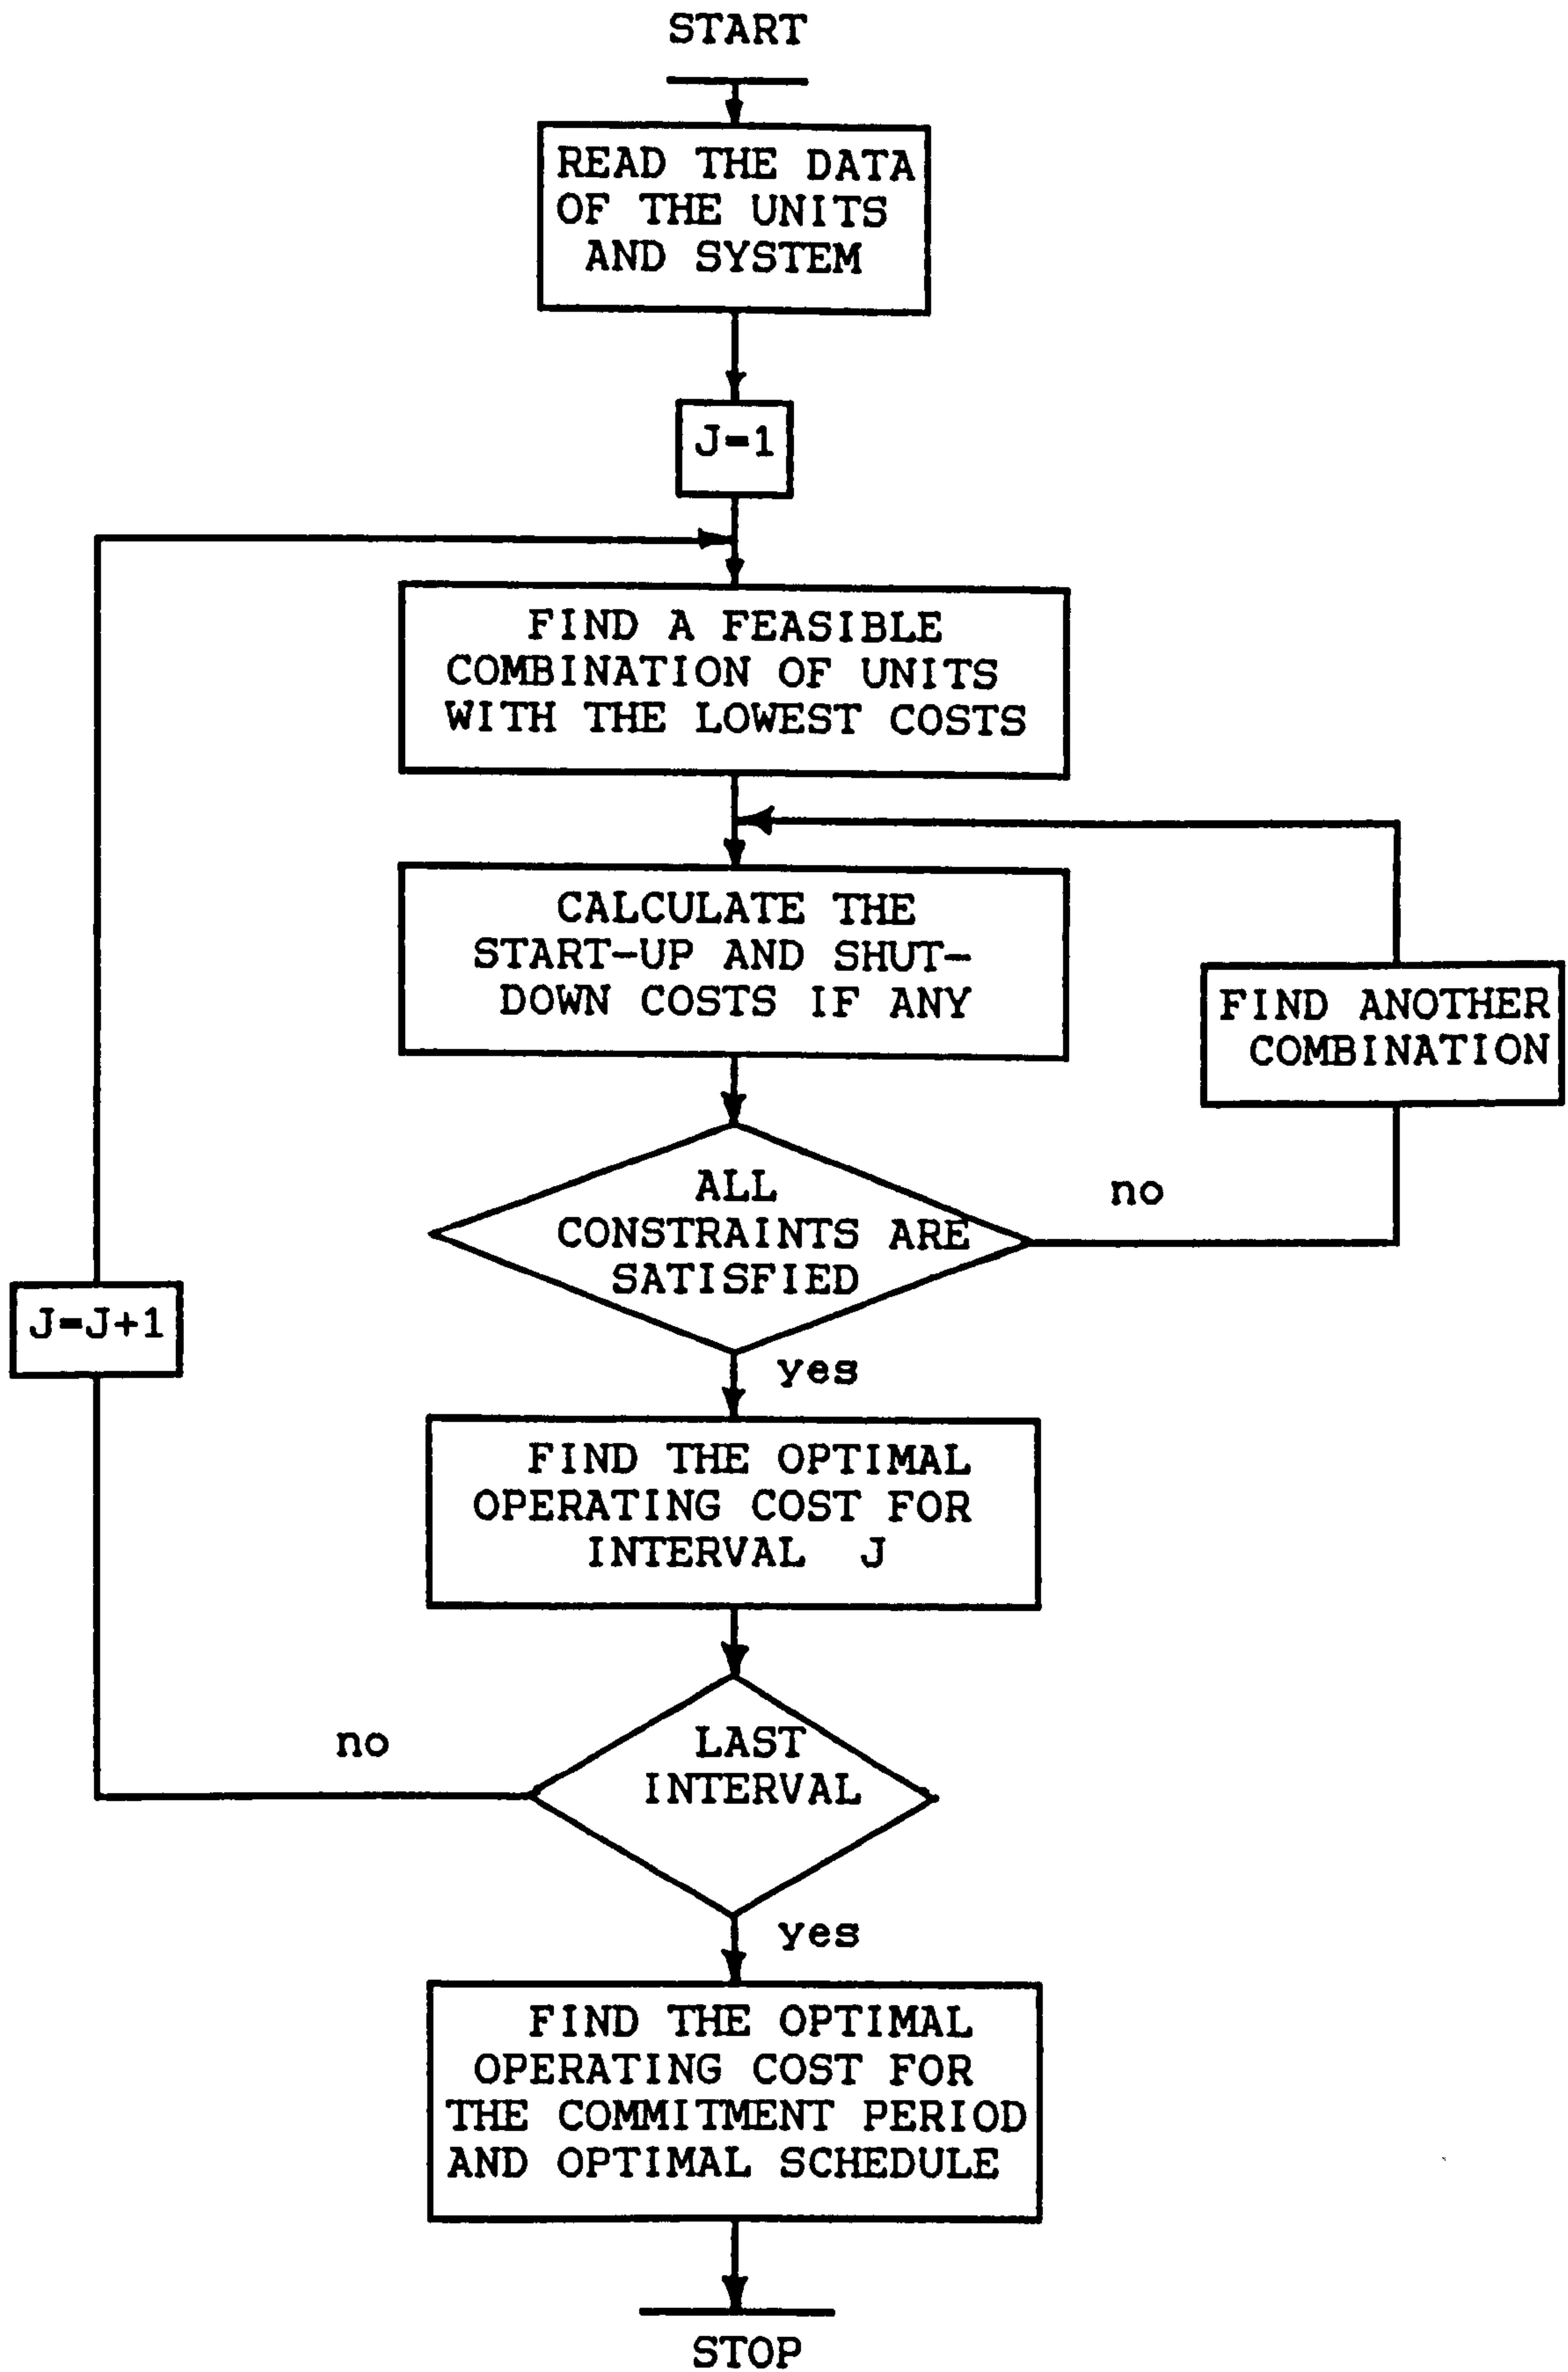 START
READ THE DATA
OF THE UNITS
AND SYSTEM
J=1
FIND A FEASIBLE
COMBINATION OF UNITS
WITH THE LOWEST COSTS
CALCULATE THE
START-UP AND SHUT-
DOWN COSTS IF ANY
FIND ANOTHER
COMBINATION
ALL
CONSTRAINTS ARE
SATISFIED
no
J=J+1
yes
FIND THE OPTIMAL
OPERATING COST FOR
INTERVAL J
no
LAST
INTERVAL
yes
FIND THE OPTIMAL
OPERATING COST FOR
THE COMMITMENT PERIOD
AND OPTIMAL SCHEDULE
STOP